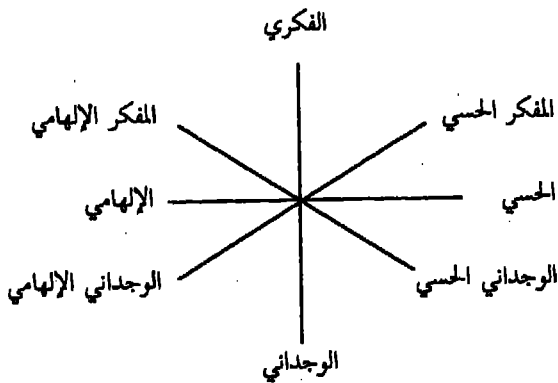 الفكري
المفكر الحسي
المفكر الإلهامي
الحسي
الإلهامي
الوجداني الحسي
الوجداني الإلهامي
الوجداني